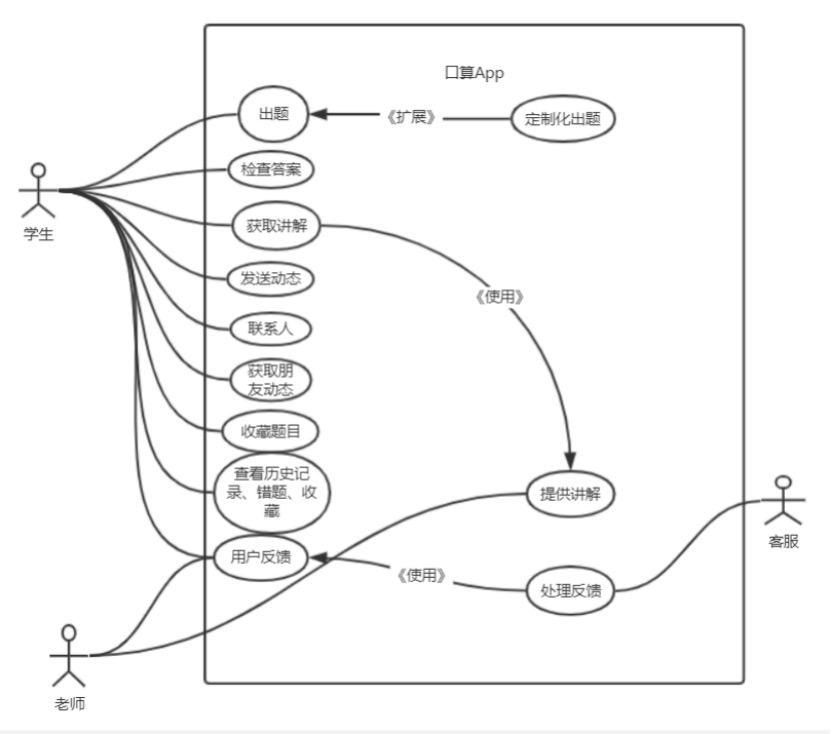 口算App
出题
《扩展》
定制化出题
检查答案
学生
获取讲解
发送动态
《使用》
联系人
获取朋
友动态
收藏题目
查看历史记
录、错题、收
藏
提供讲解
客服
用户反馈
《使用》
处理反馈
老师